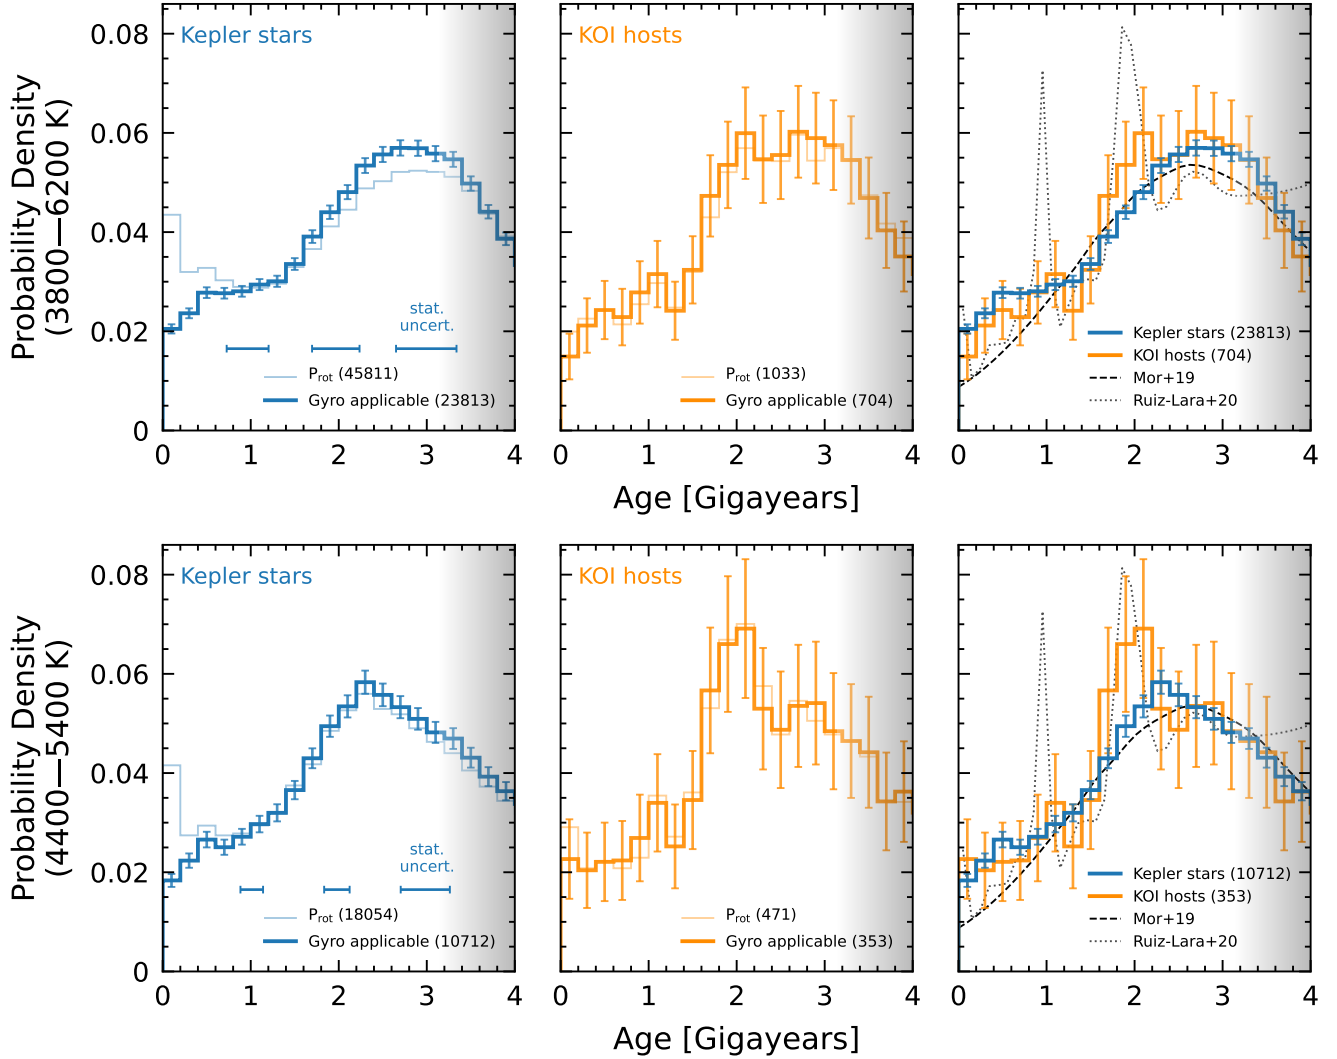 Probability Density
(3800—6200 K)
0.08
0.06
0.04
0.02
0
Kepler stars
stat.
uncert.
Prot (45811)
Gyro applicable (23813)
0 1 2 3 4
KOI hosts
Prot (1033)
Gyro applicable (704)
0 1 2 3 4
Kepler stars (23813)
KOI hosts (704)
Mor+19
Ruiz-Lara+20
0 1 2 3 4
Age [Gigayears]
Probability Density
(4400—5400 K)
0.08
0.06
0.04
0.02
0
Kepler stars
stat.
uncert.
Prot (18054)
Gyro applicable (10712)
0 1 2 3 4
KOI hosts
Prot (471)
Gyro applicable (353)
0 1 2 3 4
Kepler stars (10712)
KOI hosts (353)
Mor+19
Ruiz-Lara+20
0 1 2 3 4
Age [Gigayears]